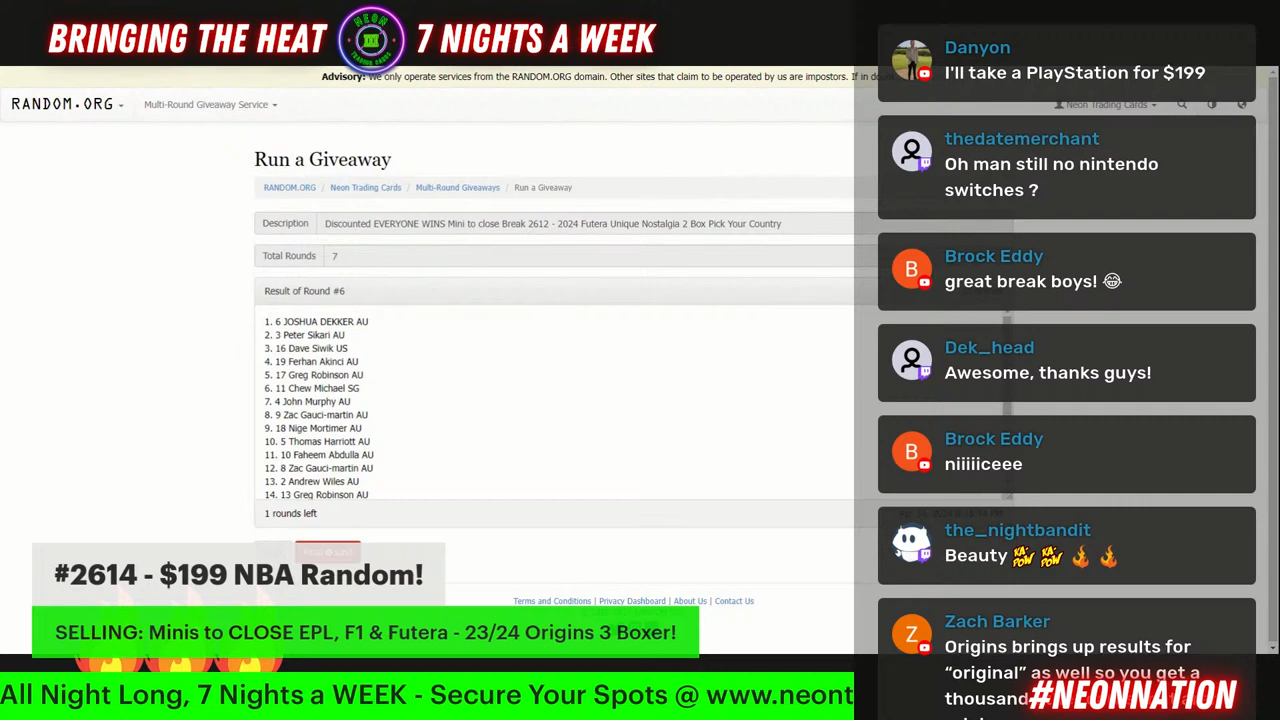 BRINGING THE HEAT
NEON
TRADING CARDS
7 NIGHTS A WEEK
Advisory: We only operate services from the RANDOM.ORG domain. Other sites that claim to be operated by us are impostors. If in
RANDOM.ORG
Multi-Round Giveaway Service
Neon Trading Cards
Run a Giveaway
RANDOM.ORG / Neon Trading Cards / Multi-Round Giveaways / Run a Giveaway
Description
Discounted EVERYONE WINS Mini to close Break 2612 - 2024 Futera Unique Nostalgia 2 Box Pick Your Country
Total Rounds
7
Result of Round #6
1. 6 JOSHUA DEKKER AU
2. 3 Peter Sikari AU
3. 16 Dave Siwik US
4. 19 Ferhan Akinci AU
5. 17 Greg Robinson AU
6. 11 Chew Michael SG
7. 4 John Murphy AU
8. 9 Zac Gauci-martin AU
9. 18 Nige Mortimer AU
10. 5 Thomas Harriott AU
11. 10 Faheem Abdulla AU
12. 8 Zac Gauci-martin AU
13. 2 Andrew Wiles AU
14. 13 Greg Robinson AU
1 rounds left
#2614 - $199 NBA Random!
SELLING: Minis to CLOSE EPL, F1 & Futera - 23/24 Origins 3 Boxer!
Terms and Conditions | Privacy Dashboard | About Us | Contact Us
All Night Long, 7 Nights a WEEK - Secure Your Spots @ www.neont
Danyon
I'll take a PlayStation for $199
thedatemerchant
Oh man still no nintendo
switches ?
Brock Eddy
great break boys! 😂
Dek_head
Awesome, thanks guys!
Brock Eddy
niiiiceee
the_nightbandit
Beauty KA-POW KA-POW 🔥 🔥
Zach Barker
Origins brings up results for
“original” as well so you get a
thousand
#NEONNATION